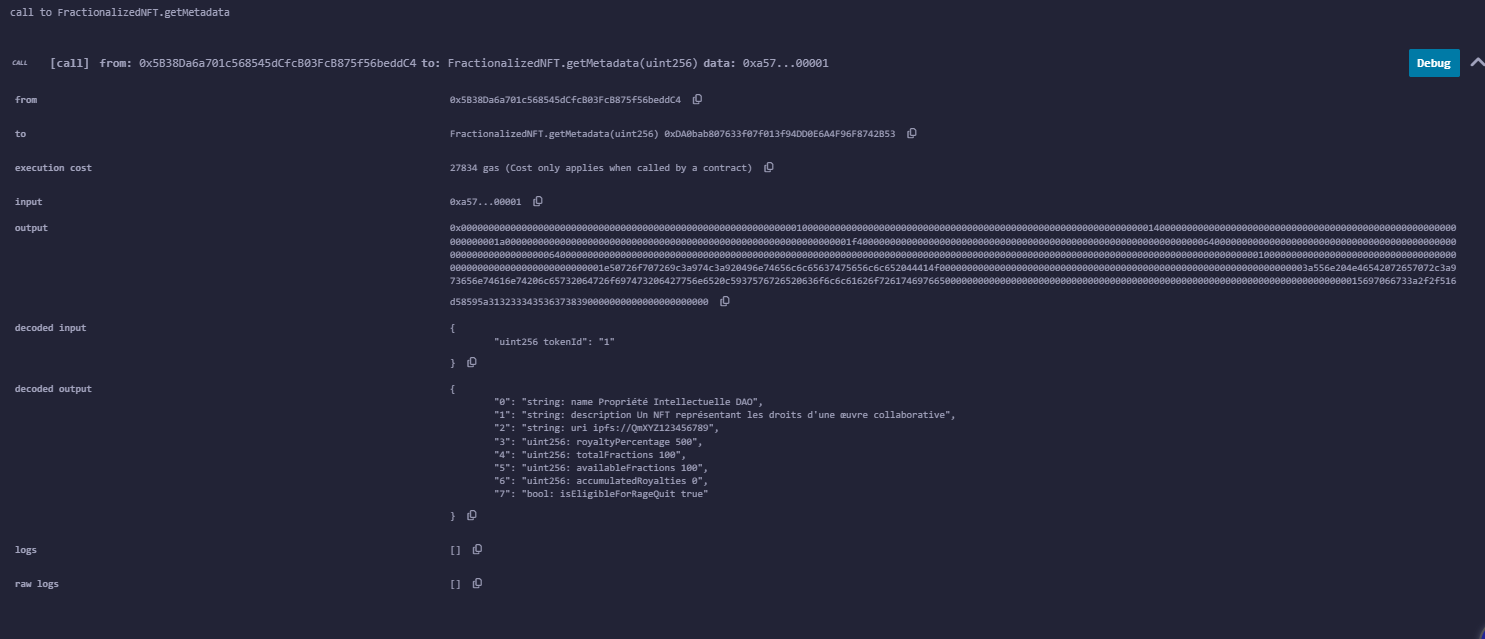 call to FractionalizedNFT.getMetadata
CALL [call] from: 0x5B38Da6a701c568545dCfcB03FcB875f56beddC4 to: FractionalizedNFT.getMetadata(uint256) data: 0xa57...00001 Debug
from 0x5B38Da6a701c568545dCfcB03FcB875f56beddC4
to FractionalizedNFT.getMetadata(uint256) 0xDA0bab807633f07f013f94DD0E6A4F96F8742B53
execution cost 27834 gas (Cost only applies when called by a contract)
input 0xa57...00001
output
d58595a3132333435363738390000000000000000000000
decoded input {
"uint256 tokenId": "1"
}
decoded output {
"0": "string: name Propriété Intellectuelle DAO",
"1": "string: description Un NFT représentant les droits d'une œuvre collaborative",
"2": "string: uri ipfs://QmXYZ123456789",
"3": "uint256: royaltyPercentage 500",
"4": "uint256: totalFractions 100",
"5": "uint256: availableFractions 100",
"6": "uint256: accumulatedRoyalties 0",
"7": "bool: isEligibleForRageQuit true"
}
logs []
raw logs []